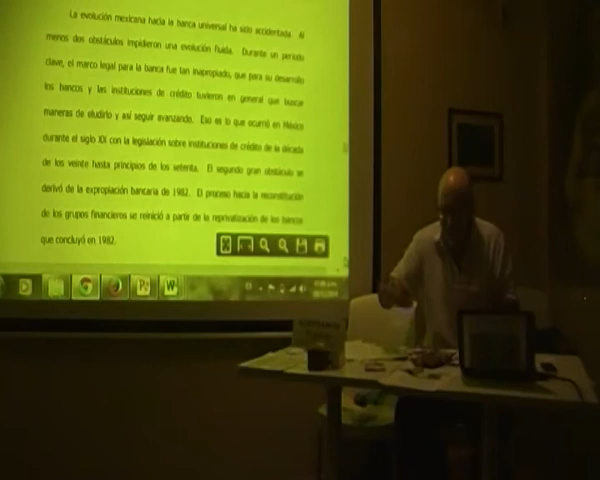 La evolución mexicana hacia la banca universal ha sido accidentada. Al
menos dos obstáculos impidieron una evolución fluida. Durante un periodo
clave, el marco legal para la banca fue tan inapropiado, que para su desarrollo
los bancos y las instituciones de crédito tuvieron en general que buscar
maneras de eludirlo y así seguir avanzando. Eso es lo que ocurrió en México
durante el siglo XX con la legislación sobre instituciones de crédito de la década
de los veinte hasta principios de los setenta. El segundo gran obstáculo se
derivó de la expropiación bancaria de 1982. El proceso hacia la reconstitución
de los grupos financieros se reinició a partir de la reprivatización de los bancos
que concluyó en 1982.